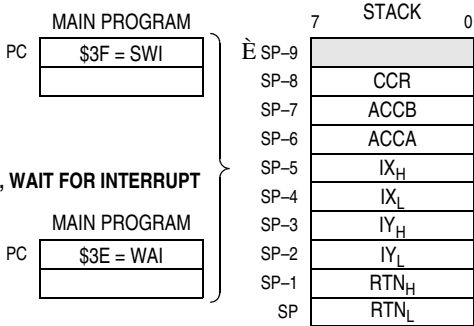 MAIN PROGRAM
PC $3F = SWI
, WAIT FOR INTERRUPT
MAIN PROGRAM
PC $3E = WAI
7 STACK 0
È SP–9
SP–8 CCR
SP–7 ACCB
SP–6 ACCA
SP–5 IXH
SP–4 IXL
SP–3 IYH
SP–2 IYL
SP–1 RTNH
SP RTNL